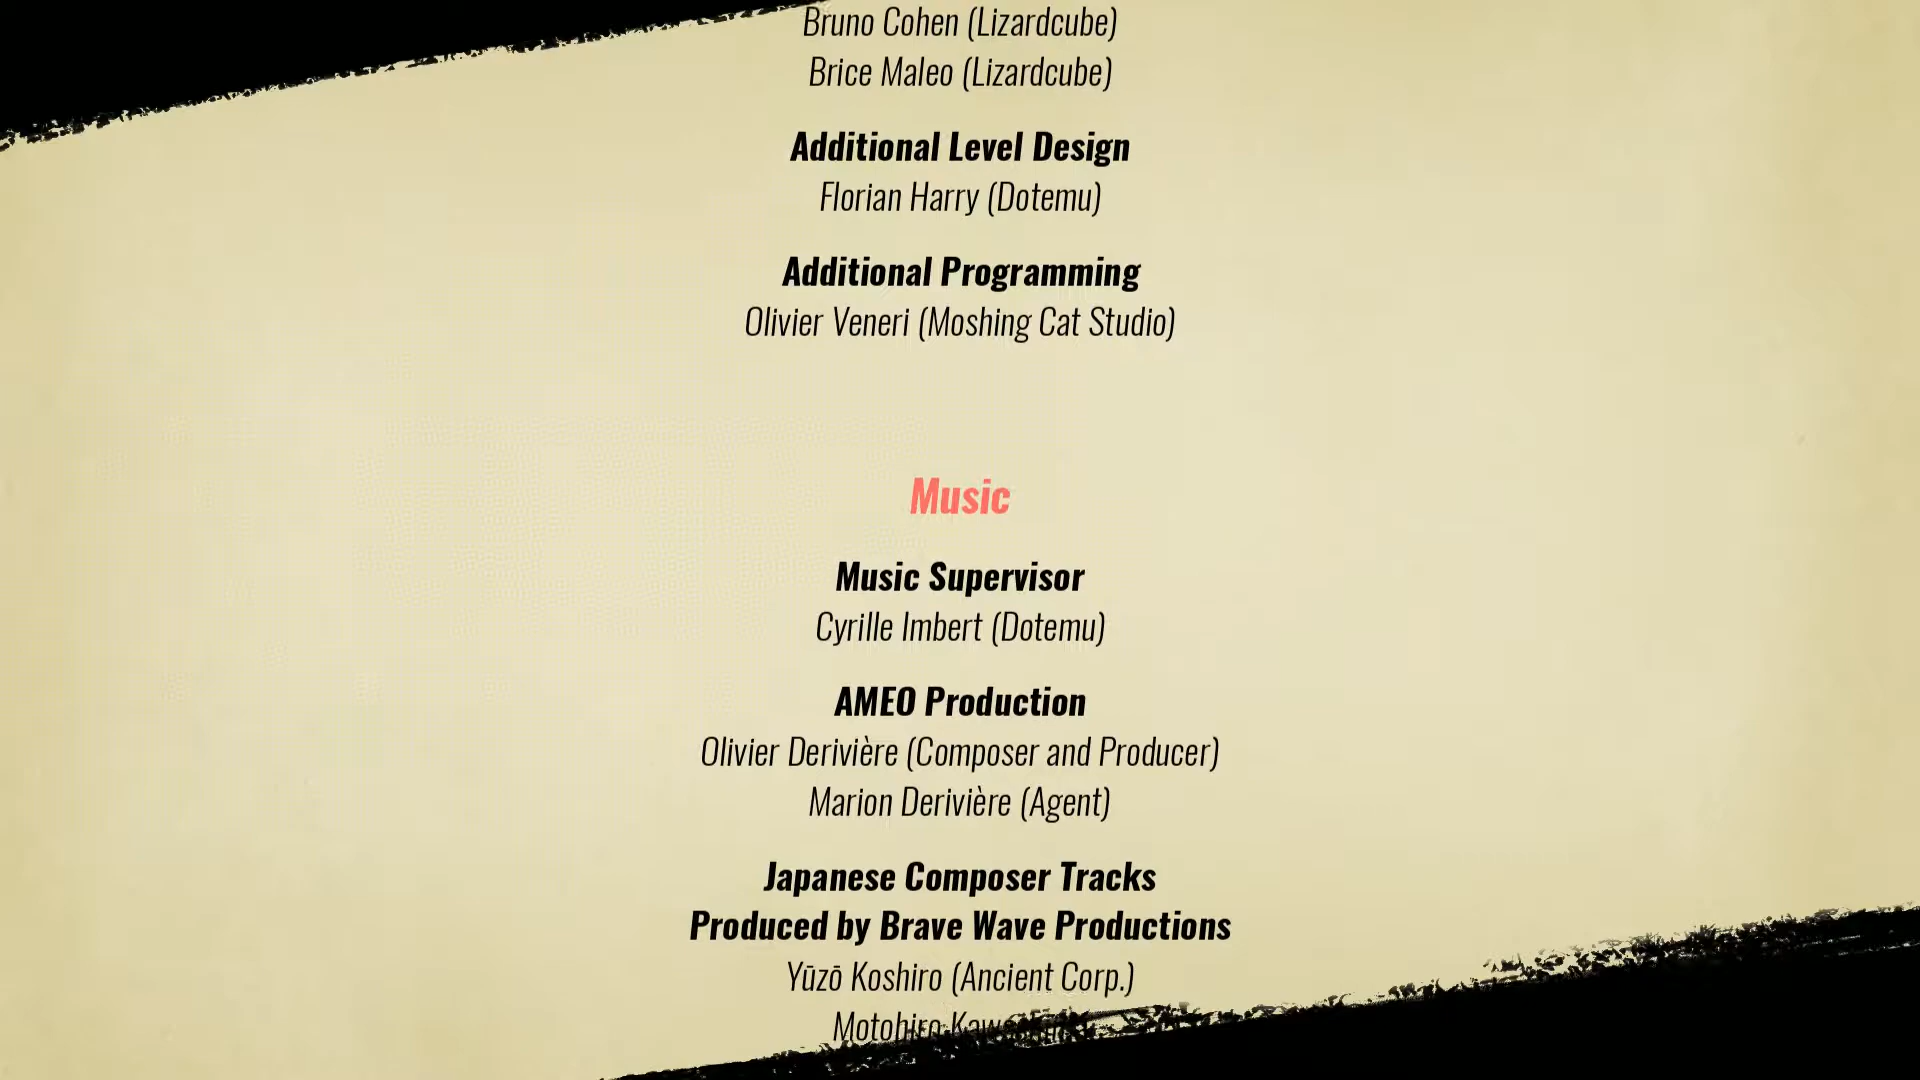 Bruno Cohen (Lizardcube)
Brice Maleo (Lizardcube)
Additional Level Design
Florian Harry (Dotemu)
Additional Programming
Olivier Veneri (Moshing Cat Studio)
Music
Music Supervisor
Cyrille Imbert (Dotemu)
AMEO Production
Olivier Derivière (Composer and Producer)
Marion Derivière (Agent)
Japanese Composer Tracks
Produced by Brave Wave Productions
Yūzō Koshiro (Ancient Corp.)
Motohiro